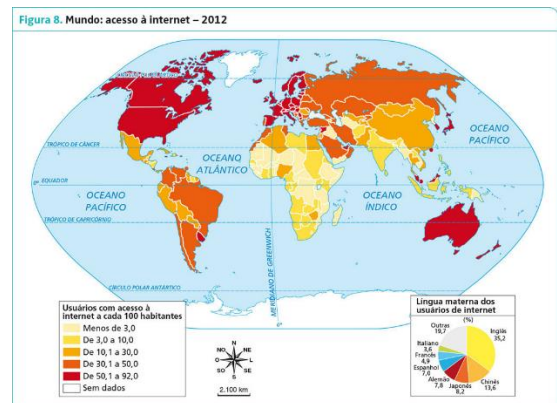 Figura 8. Mundo: acesso à internet – 2012
OCEANO
PACÍFICO
TRÓPICO DE CÂNCER
OCEANO
ATLÂNTICO
0° EQUADOR
OCEANO
PACÍFICO
OCEANO
ÍNDICO
TRÓPICO DE CAPRICÓRNIO
MERIDIANO DE GREENWICH
CÍRCULO POLAR ANTÁRTICO
0°
Usuários com acesso à
internet a cada 100 habitantes
Menos de 3,0
De 3,0 a 10,0
De 10,1 a 30,0
De 30,1 a 50,0
De 50,1 a 92,0
Sem dados
N
NO
NE
O
L
SO
SE
S
2.100 km
Língua materna dos
usuários de internet
(%)
Outras
19,7
Inglês
35,2
Italiano
3,6
Francês
4,9
Espanhol
7,0
Alemão
7,8
Japonês
8,2
Chinês
13,6